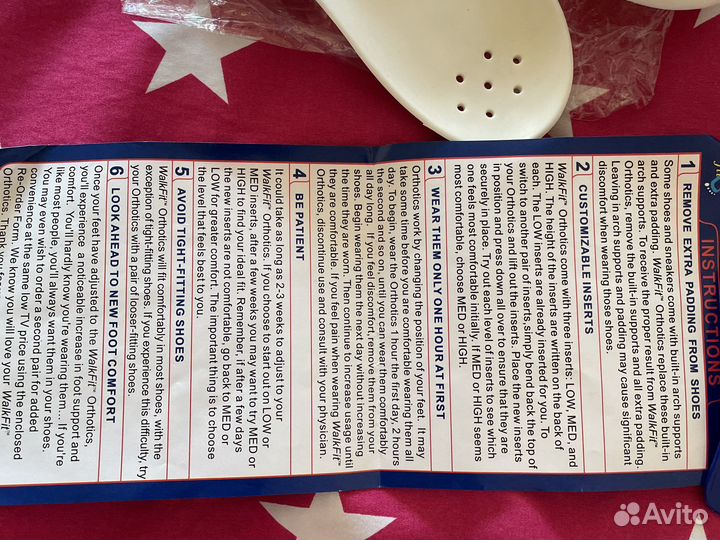 INSTRUCTIONS
1 REMOVE EXTRA PADDING FROM SHOES
Some shoes and sneakers come with built-in arch supports
and extra padding. WalkFit™ Orthotics replace these built-in
arch supports. To receive the proper result from WalkFit™
Orthotics, remove built-in supports and all extra padding.
Leaving in arch supports and padding may cause significant
discomfort when wearing those shoes.
2 CUSTOMIZABLE INSERTS
WalkFit™ Orthotics come with three inserts: LOW, MED, and
HIGH. The height of the inserts are written on the back of
each. The LOW inserts are already inserted for you. To
switch to another pair of inserts, simply bend back the top of
your Orthotics and lift out the inserts. Place the new inserts
in position and press down all over to ensure that they are
securely in place. Try out each level of inserts to see which
one feels most comfortable initially. If MED or HIGH seems
most comfortable, choose MED or HIGH.
3 WEAR THEM ONLY ONE HOUR AT FIRST
Orthotics work by changing the position of your feet. It may
take some time before you are comfortable wearing them all
day. To begin, wear Orthotics 1 hour the first day, 2 hours
the second and so on, until you can wear them comfortably
all day long. If you feel discomfort, remove them from your
shoes. Begin wearing them the next day without increasing
the time they are worn. Then continue to increase usage until
they are comfortable. If you feel pain when wearing WalkFit™
Orthotics, discontinue use and consult with your physician.
4 BE PATIENT
It could take as long as 2-3 weeks to adjust to your
WalkFit™ Orthotics. If you choose to start out on LOW or
MED inserts, after a few weeks you may want to try MED or
HIGH to find your ideal fit. Remember, if after a few days
the new inserts are not comfortable, go back to MED or
LOW for greater comfort. The important thing is to choose
the level that feels best to you.
5 AVOID TIGHT-FITTING SHOES
WalkFit™ Orthotics will fit comfortably in most shoes, with the
exception of tight-fitting shoes. If you experience this difficulty, try
your Orthotics with a pair of looser-fitting shoes.
6 LOOK AHEAD TO NEW FOOT COMFORT
Once your feet have adjusted to the WalkFit™ Orthotics,
you'll experience a noticeable increase in foot support and
comfort. You'll hardly know you're wearing them... If you're
like most people, you'll always want them in your shoes.
You may even wish to order a second pair for added
convenience at the same low TV price using the enclosed
Re-Order Form. We know you will love your WalkFit™
Orthotics. Thank
Avito